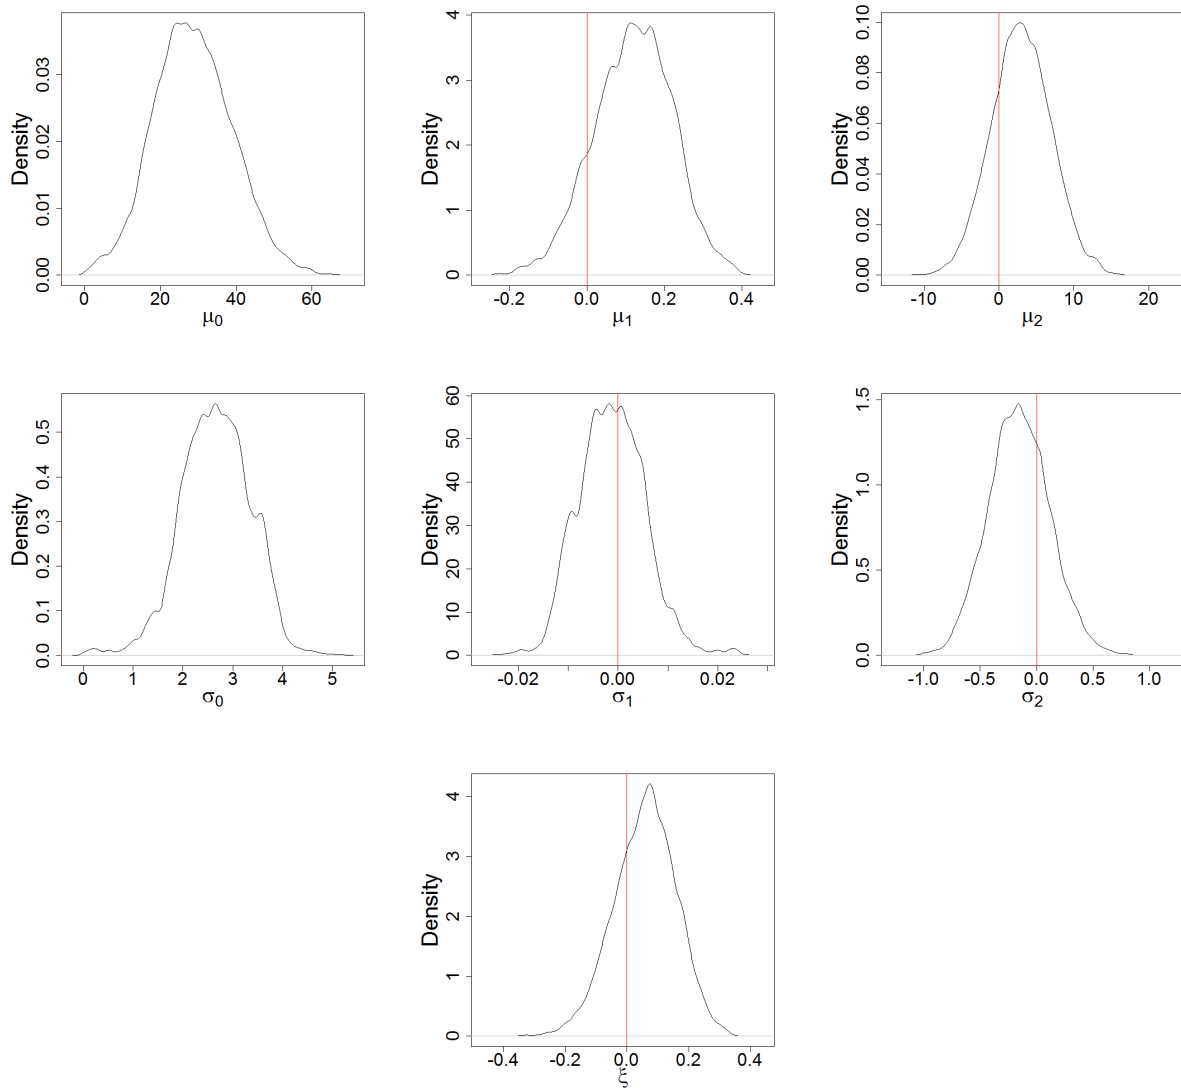 Density
0.00 0.01 0.02 0.03
0 20 40 60
μ0
Density
0 1 2 3 4
-0.2 0.0 0.2 0.4
μ1
Density
0.00 0.02 0.04 0.06 0.08 0.10
-10 0 10 20
μ2
Density
0.0 0.1 0.2 0.3 0.4 0.5
0 1 2 3 4 5
σ0
Density
0 10 20 30 40 50 60
-0.02 0.00 0.02
σ1
Density
0.0 0.5 1.0 1.5
-1.0 -0.5 0.0 0.5 1.0
σ2
Density
0 1 2 3 4
-0.4 -0.2 0.0 0.2 0.4
ξ